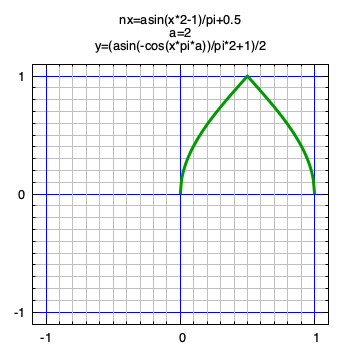 nx=asin(x*2-1)/pi+0.5
a=2
y=(asin(-cos(x*pi*a))/pi*2+1)/2
1
0
-1
-1
0
1